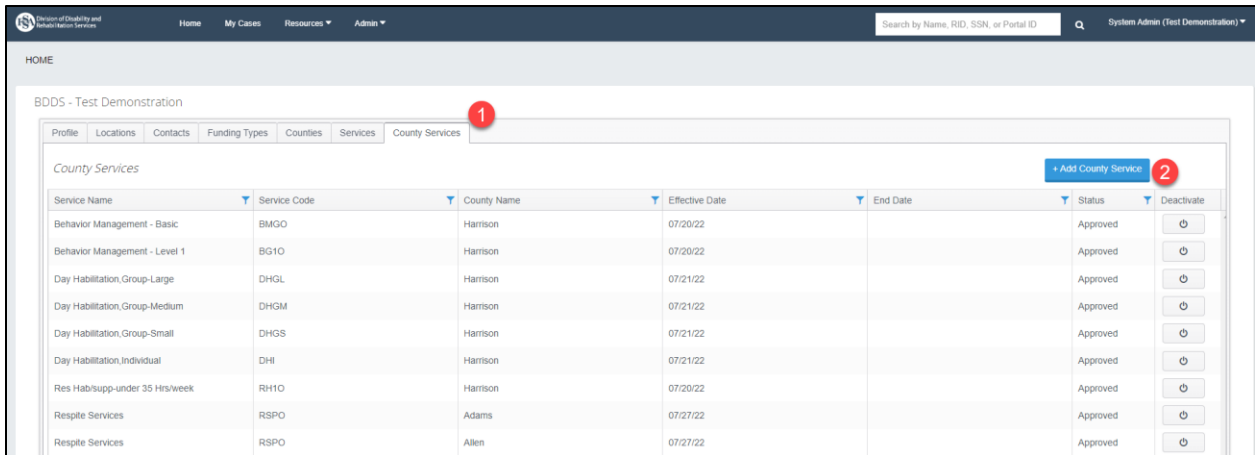 Division of Disability and
Rehabilitation Services
Home My Cases Resources Admin
Search by Name, RID, SSN, or Portal ID
System Admin (Test Demonstration)
HOME
BDDS - Test Demonstration
1
Profile Locations Contacts Funding Types Counties Services County Services
County Services
+ Add County Service
2
Service Name Service Code County Name Effective Date End Date Status Deactivate
Behavior Management - Basic BMGO Harrison 07/20/22 Approved
Behavior Management - Level 1 BG1O Harrison 07/20/22 Approved
Day Habilitation,Group-Large DHGL Harrison 07/21/22 Approved
Day Habilitation,Group-Medium DHGM Harrison 07/21/22 Approved
Day Habilitation,Group-Small DHGS Harrison 07/21/22 Approved
Day Habilitation,Individual DHI Harrison 07/21/22 Approved
Res Hab/supp-under 35 Hrs/week RH1O Harrison 07/20/22 Approved
Respite Services RSPO Adams 07/27/22 Approved
Respite Services RSPO Allen 07/27/22 Approved